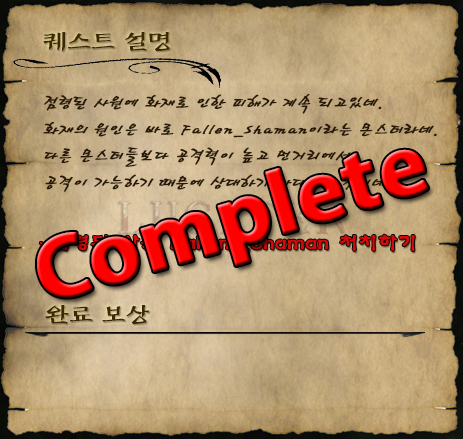 퀘스트 설명
점령된 사원에 화재로 인한 피해가 계속 되고있네.
화재의 원인은 바로 Fallen_Shaman이라는 몬스터라네.
다른 몬스터들보다 공격력이 높고 먼거리에서
공격이 가능하기 때문에 상대하기
Shaman 처치하기
Complete
완료 보상